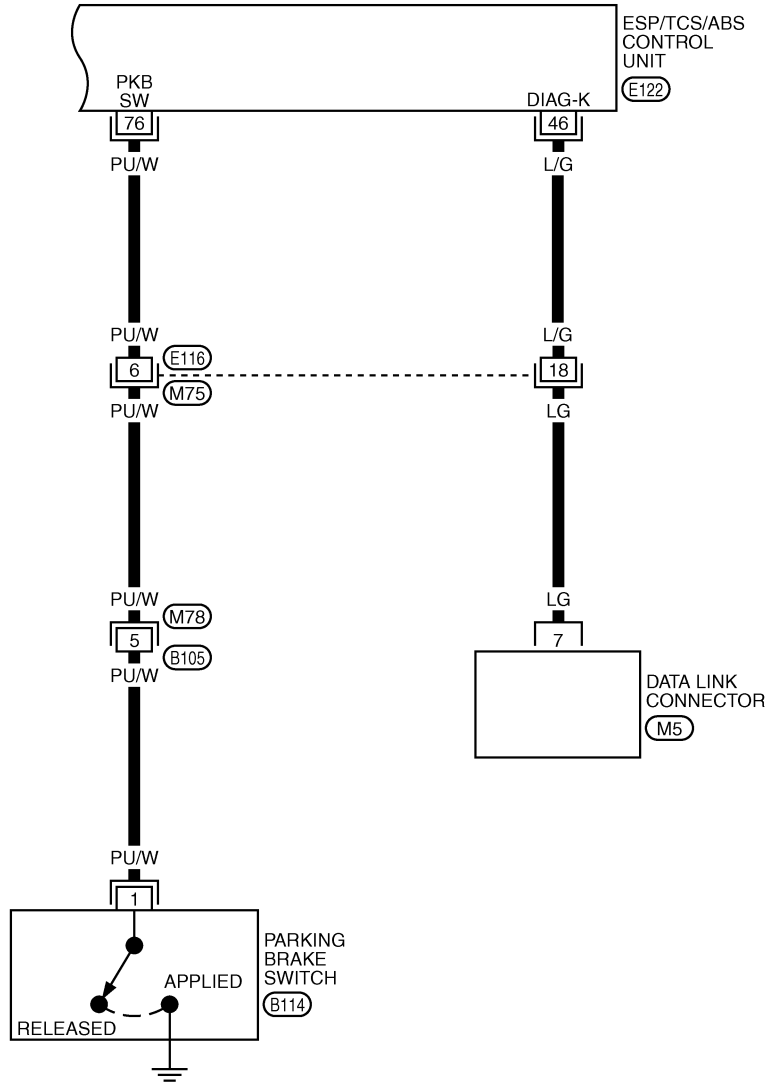 ESP/TCS/ABS
CONTROL
UNIT
E122
PKB
SW
DIAG-K
76
46
PU/W
L/G
PU/W
L/G
6
E116
18
M75
PU/W
LG
PU/W
LG
M78
5
7
B105
PU/W
DATA LINK
CONNECTOR
M5
PU/W
1
PARKING
BRAKE
SWITCH
B114
APPLIED
RELEASED